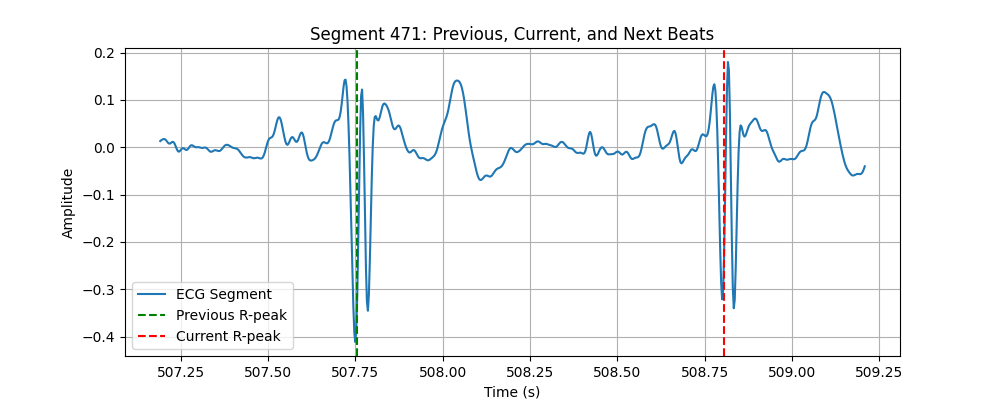 Segment 471: Previous, Current, and Next Beats
Amplitude
0.2
0.1
0.0
−0.1
−0.2
−0.3
−0.4
ECG Segment
Previous R-peak
Current R-peak
507.25 507.50 507.75 508.00 508.25 508.50 508.75 509.00 509.25
Time (s)